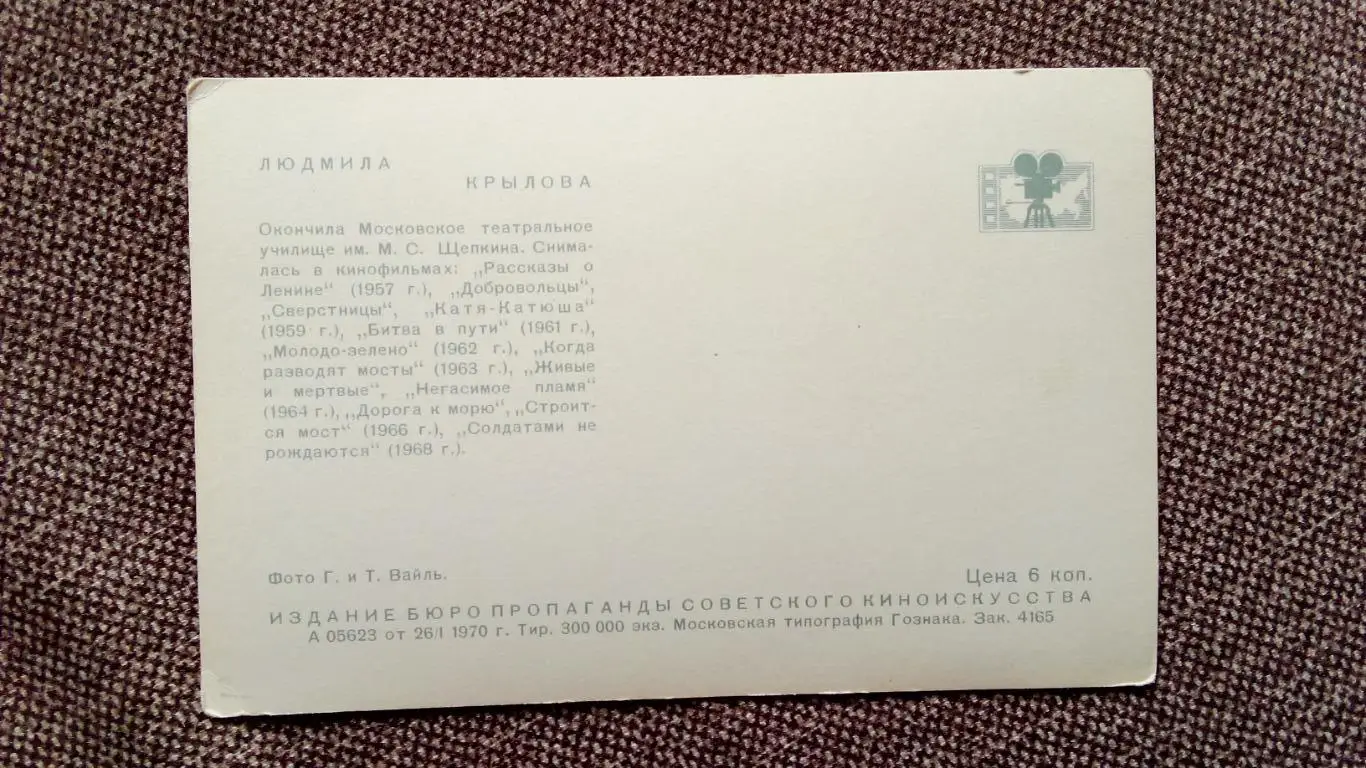 ЛЮДМИЛА
КРЫЛОВА
Окончила Московское театральное
училище им. М. С. Щепкина. Снима-
лась в кинофильмах: „Рассказы о
Ленине“ (1957 г.), „Добровольцы“,
„Сверстницы“, „Катя-Катюша“
(1959 г.), „Битва в пути“ (1961 г.),
„Молодо-зелено“ (1962 г.), „Когда
разводят мосты“ (1963 г.), „Живые
и мертвые“, „Негасимое пламя“
(1964 г.), „Дорога к морю“, „Строит-
ся мост“ (1966 г.), „Солдатами не
рождаются“ (1968 г.).
Фото Г. и Т. Вайль.
Цена 6 коп.
ИЗДАНИЕ БЮРО ПРОПАГАНДЫ СОВЕТСКОГО КИНОИСКУССТВА
А 05623 от 26/I 1970 г. Тир. 300 000 экз. Московская типография Гознака. Зак. 4165